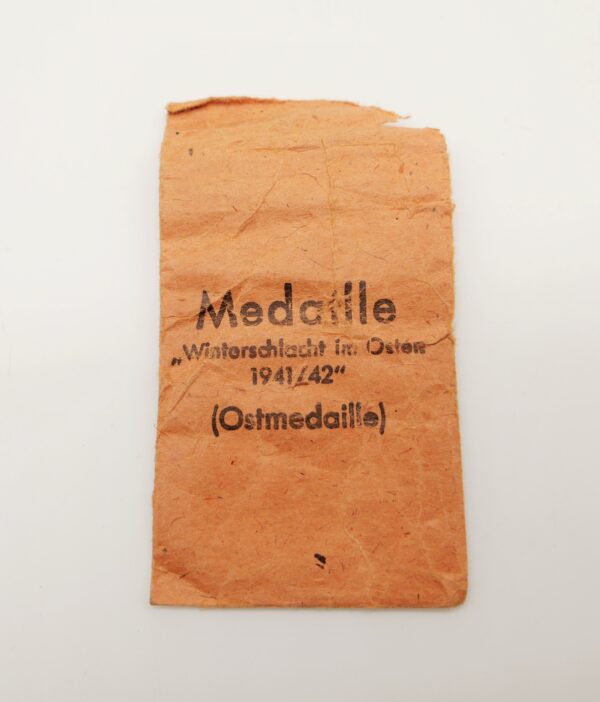 Medaille
„Winterschlacht im Osten
1941/42“
(Ostmedaille)